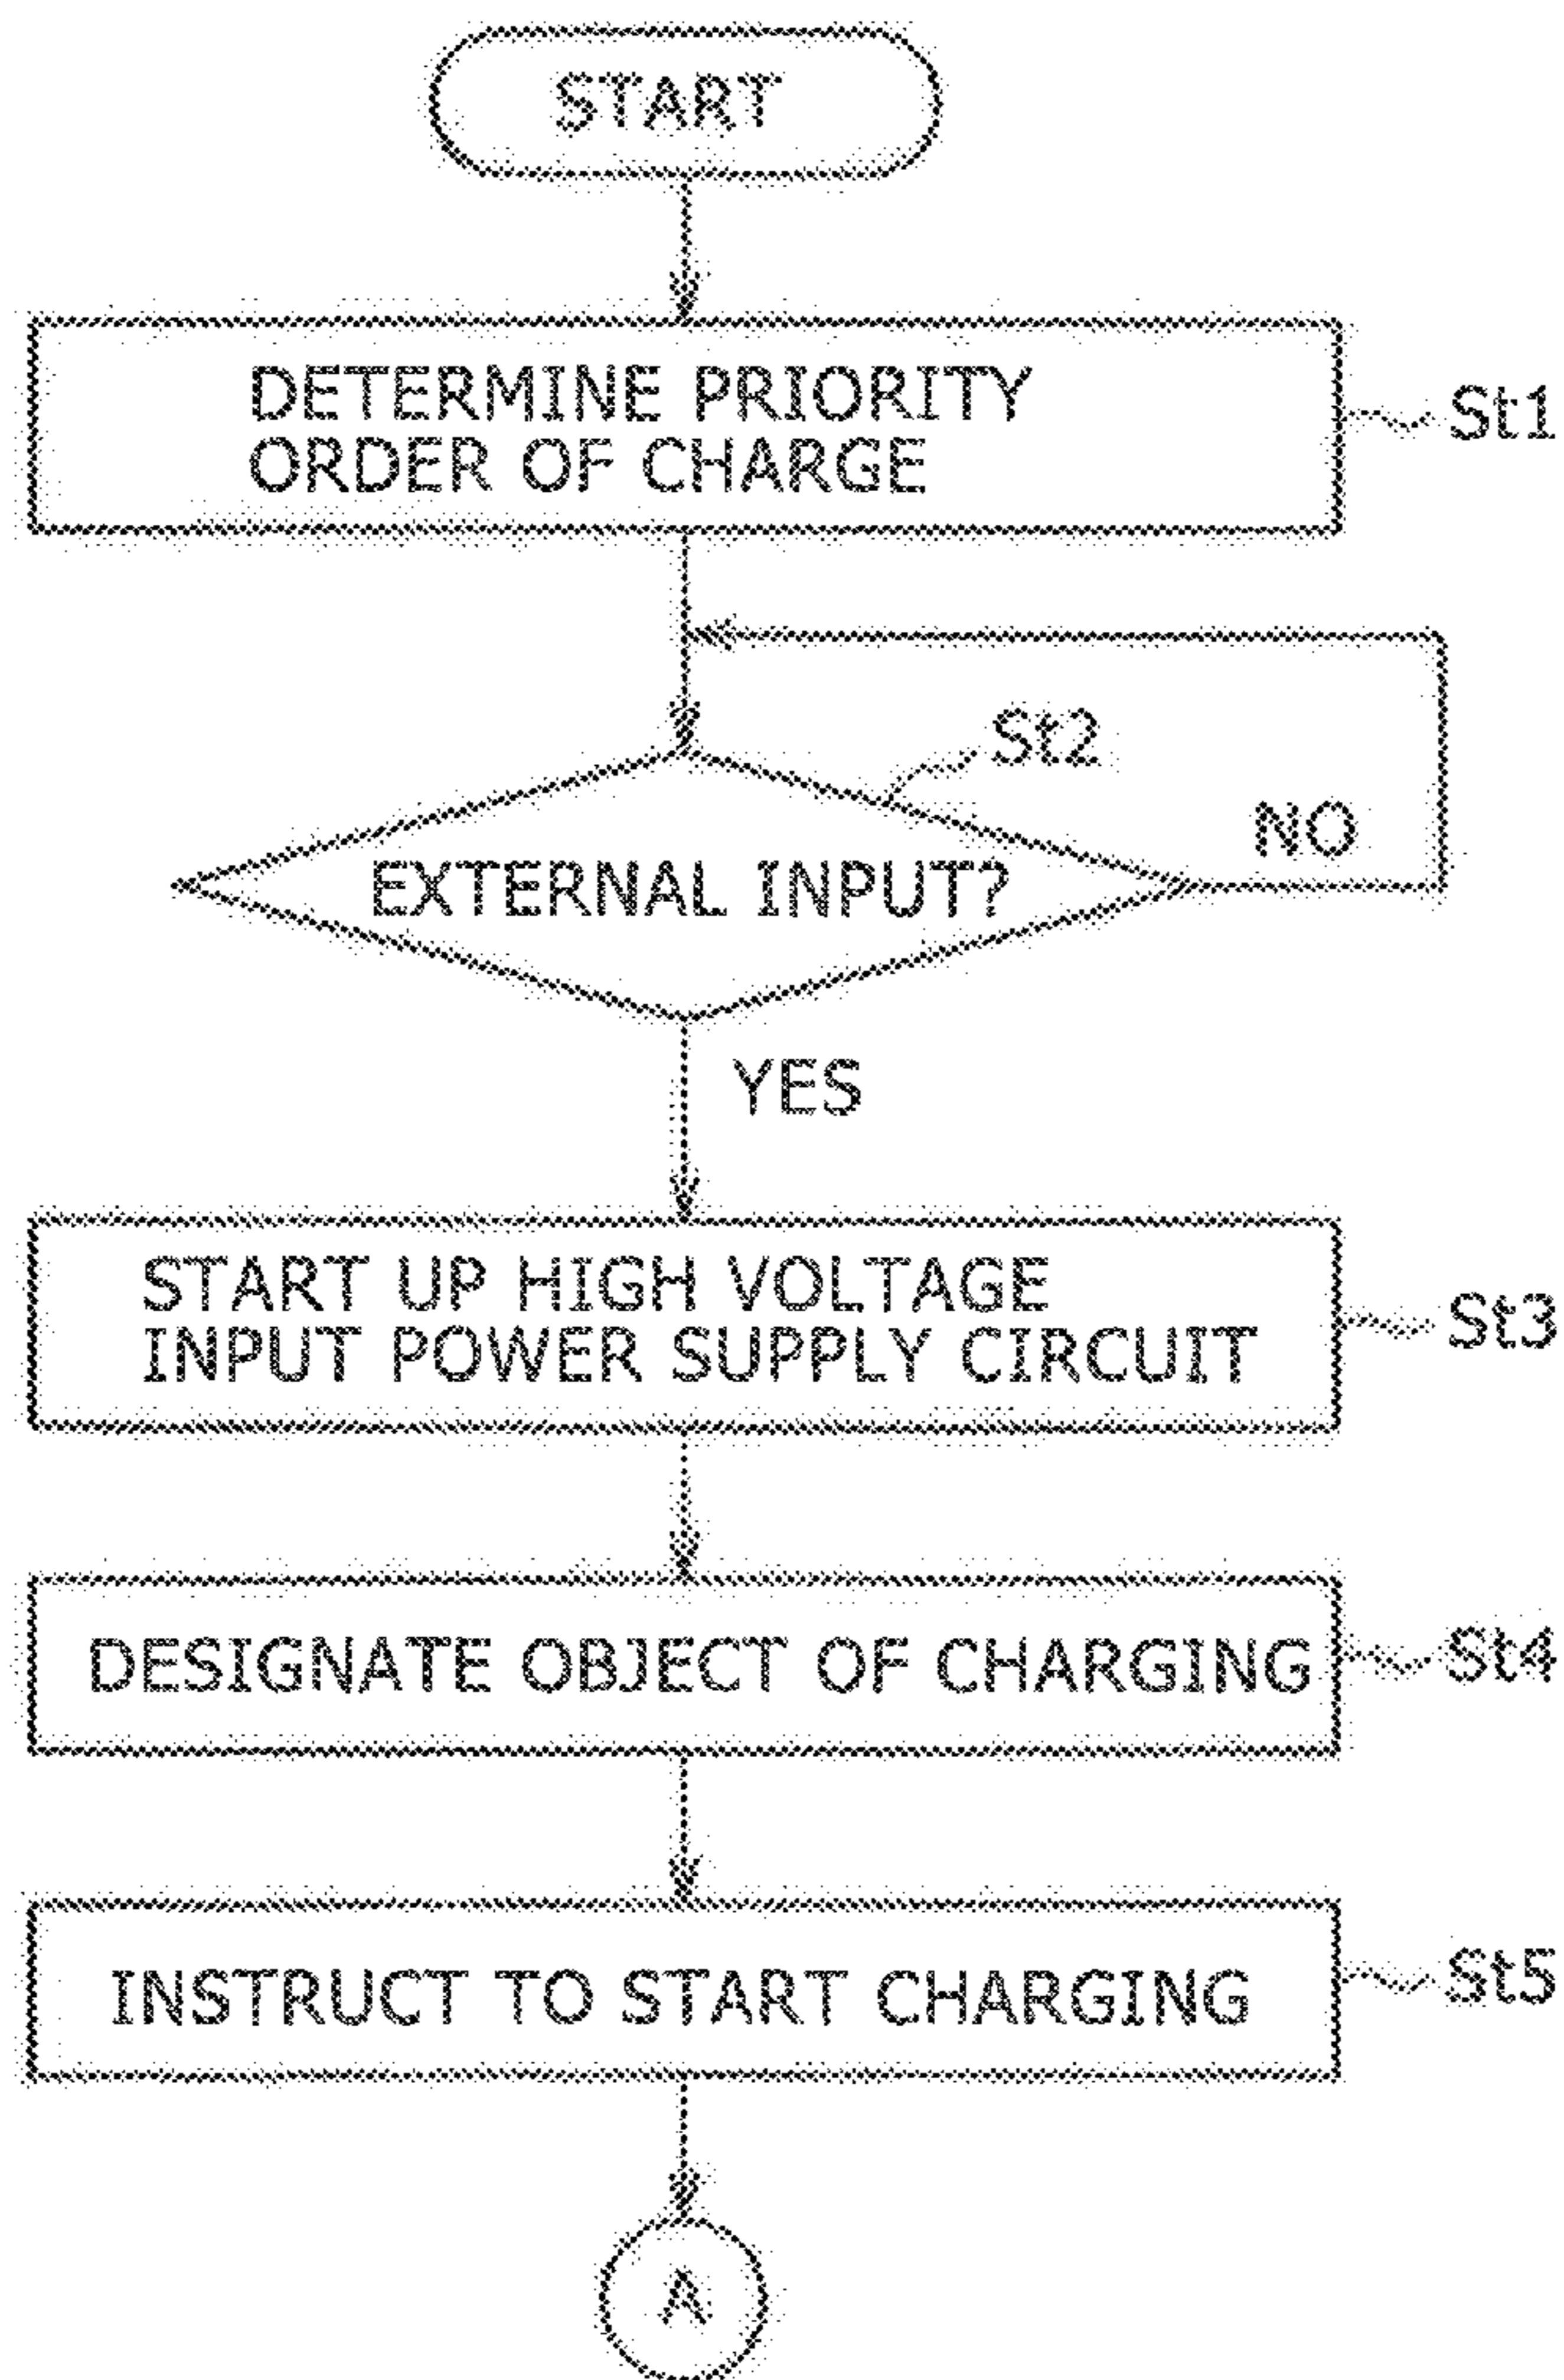 START
DETERMINE PRIORITY
ORDER OF CHARGE
St1
St2
NO
EXTERNAL INPUT?
YES
START UP HIGH VOLTAGE
INPUT POWER SUPPLY CIRCUIT
St3
DESIGNATE OBJECT OF CHARGING
St4
INSTRUCT TO START CHARGING
St5
A